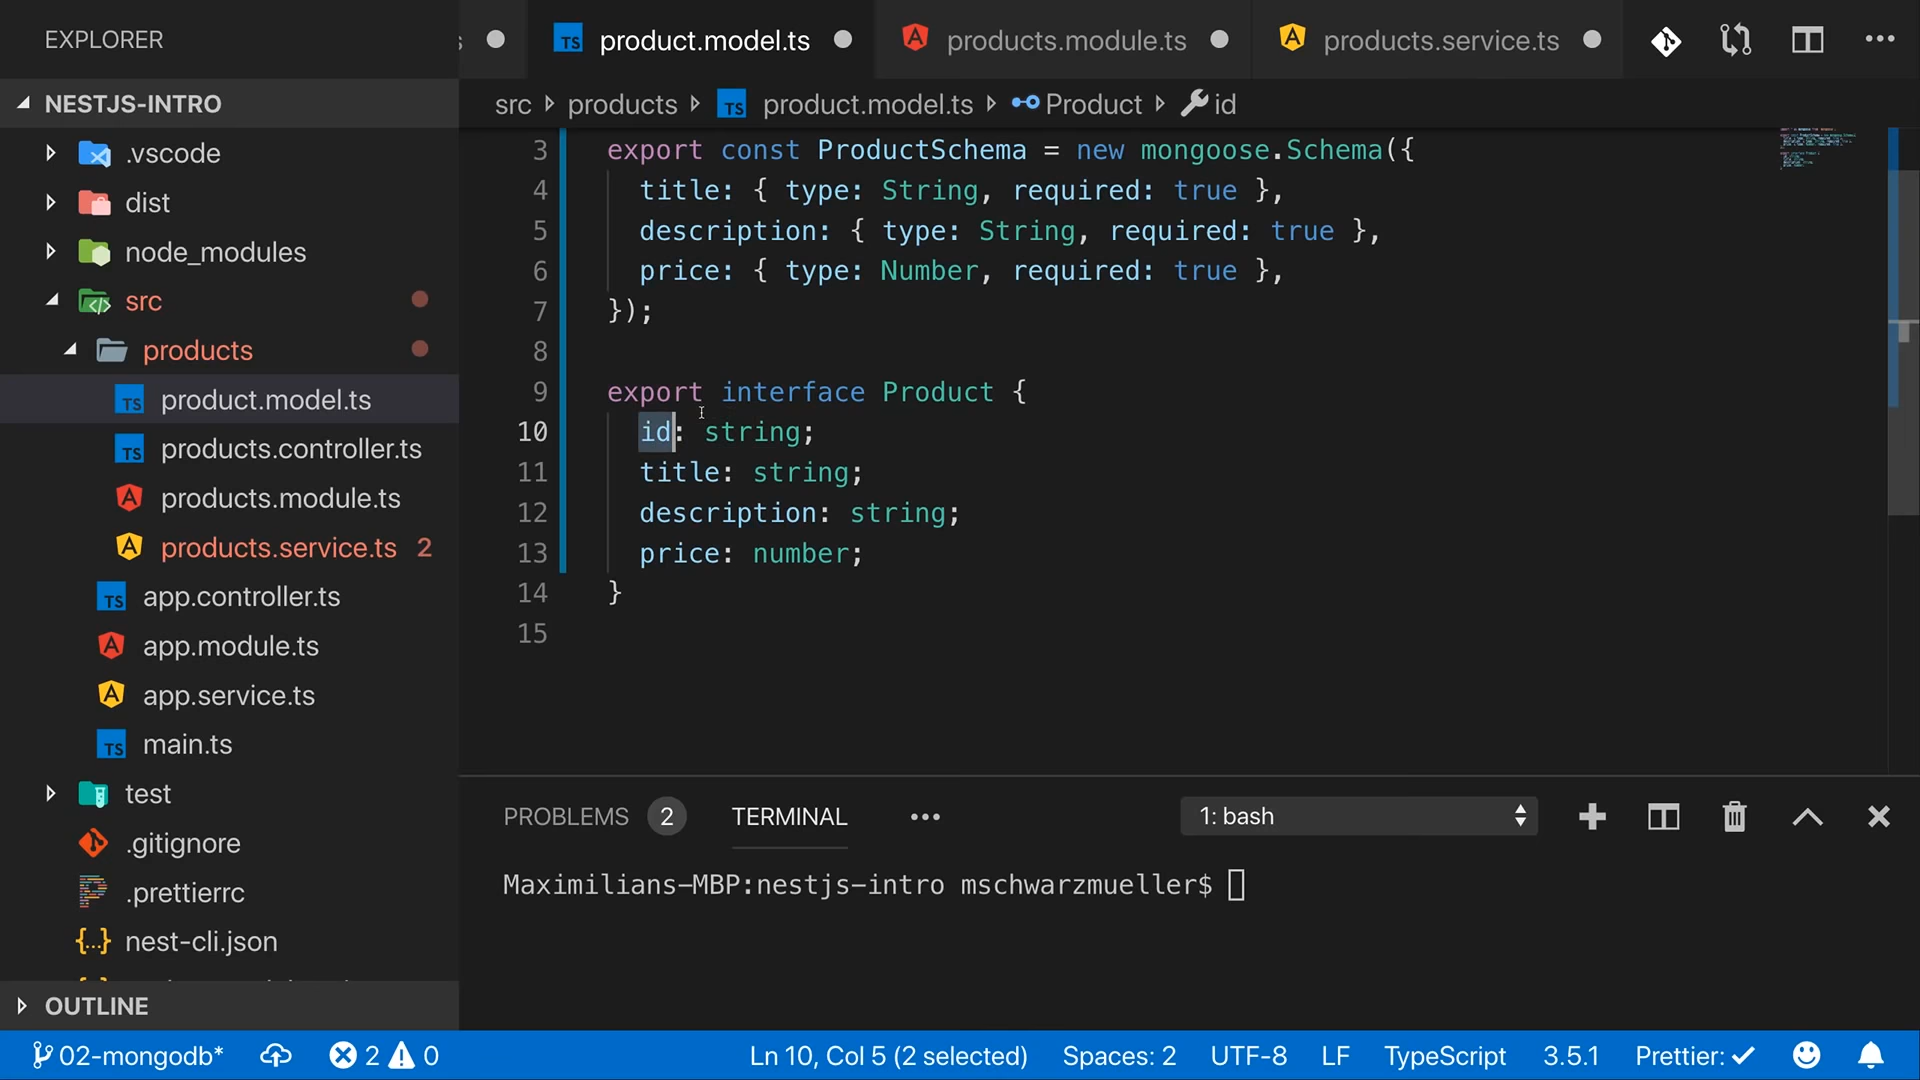 EXPLORER
product.model.ts
products.module.ts
products.service.ts
NESTJS-INTRO
src
products
TS
product.model.ts
Product
id
.vscode
dist
node_modules
src
products
TS product.model.ts
TS products.controller.ts
products.module.ts
products.service.ts 2
TS app.controller.ts
app.module.ts
app.service.ts
TS main.ts
test
.gitignore
.prettierrc
{..} nest-cli.json
OUTLINE
3 export const ProductSchema = new mongoose.Schema({
4 title: { type: String, required: true },
5 description: { type: String, required: true },
6 price: { type: Number, required: true },
7 });
8
9 export interface Product {
10 id: string;
11 title: string;
12 description: string;
13 price: number;
14 }
15
PROBLEMS 2 TERMINAL ••• 1: bash
Maximilians-MBP:nestjs-intro mschwarzmueller$
02-mongodb* 2 0 Ln 10, Col 5 (2 selected) Spaces: 2 UTF-8 LF TypeScript 3.5.1 Prettier: ✓